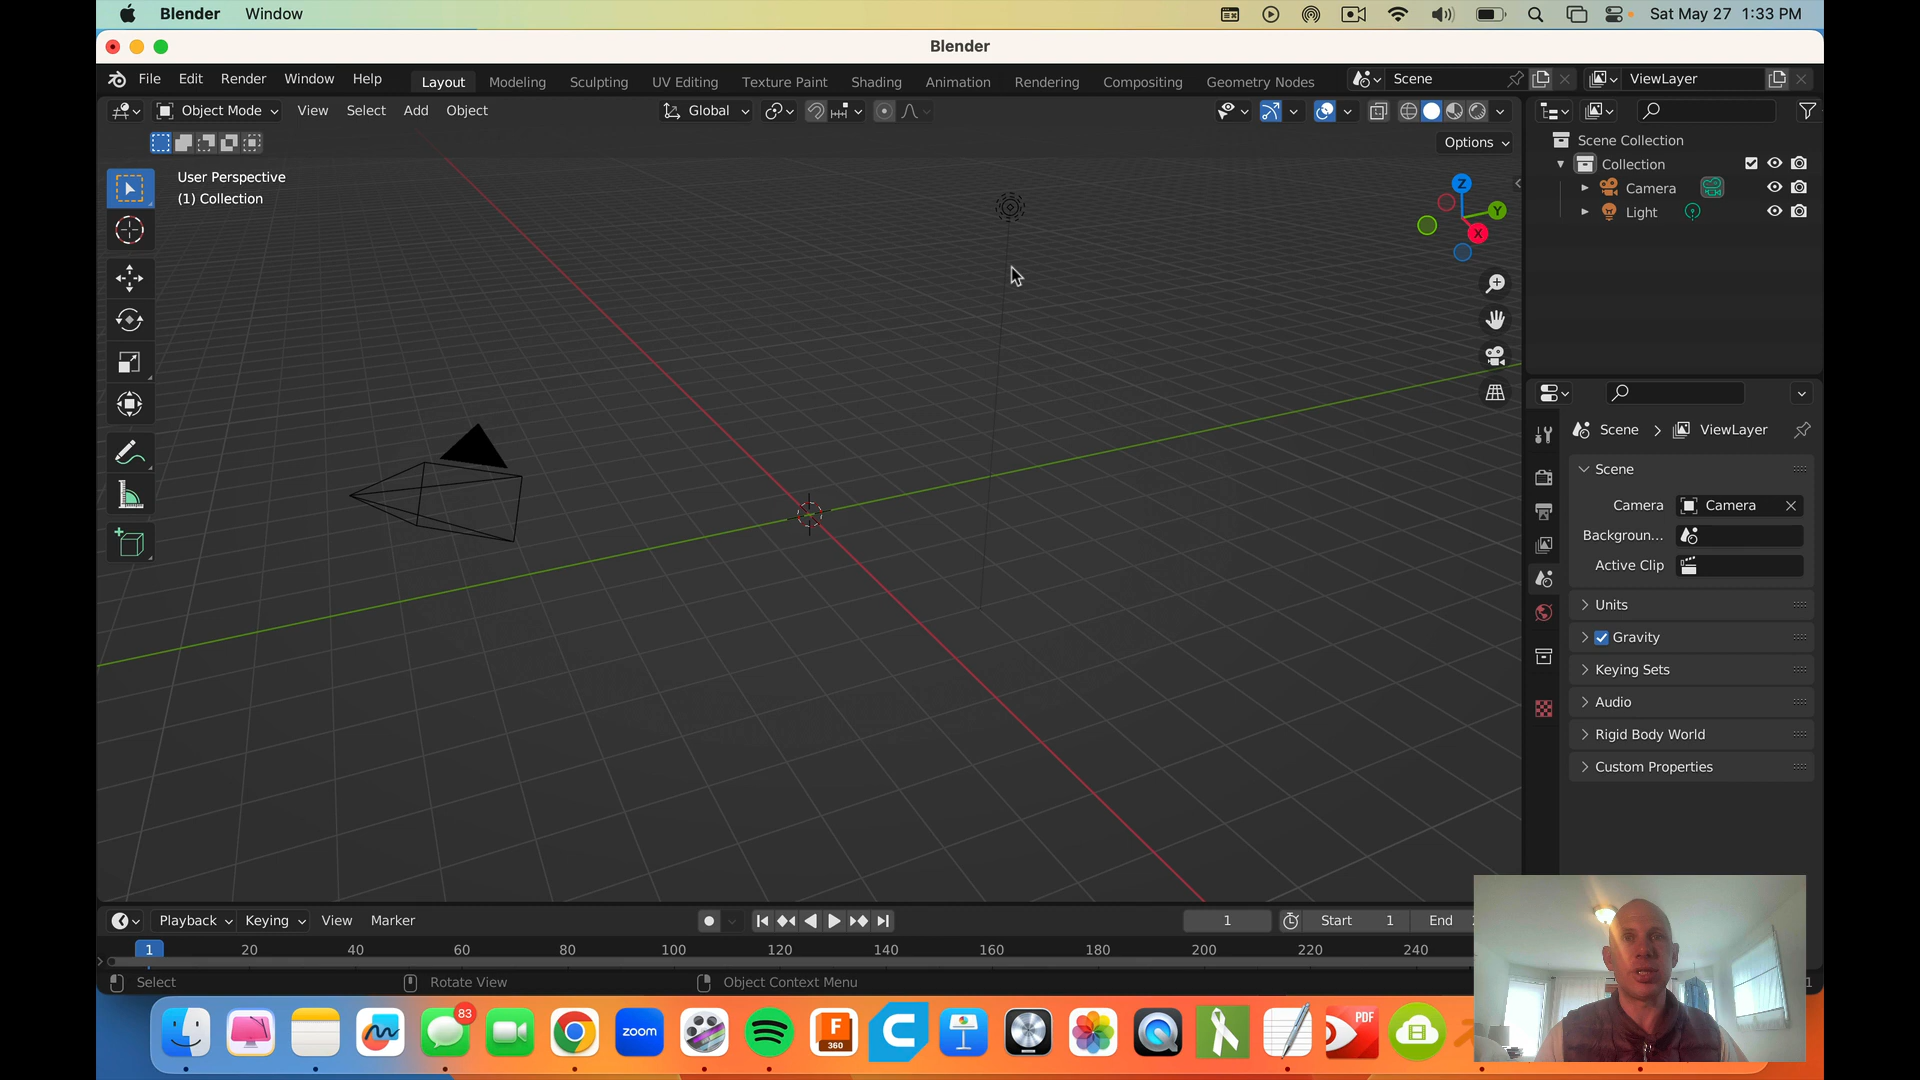 Blender Window Sat May 27 1:33 PM
Blender
File Edit Render Window Help Layout Modeling Sculpting UV Editing Texture Paint Shading Animation Rendering Compositing Geometry Nodes Scene ViewLayer
Object Mode View Select Add Object Global
Options
User Perspective
(1) Collection
Z
Y
X
Scene Collection
Collection
Camera
Light
Scene > ViewLayer
Scene
Camera Camera
Backgroun...
Active Clip
Units
Gravity
Keying Sets
Audio
Rigid Body World
Custom Properties
Playback Keying View Marker 1 Start 1 End
1 20 40 60 80 100 120 140 160 180 200 220 240
Select Rotate View Object Context Menu
83
zoom
F
360
C
PDF